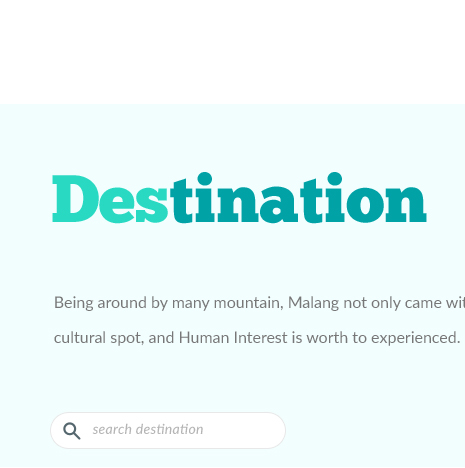 Destination
Being around by many mountain, Malang not only came
cultural spot, and Human Interest is worth to experienced.
search destination